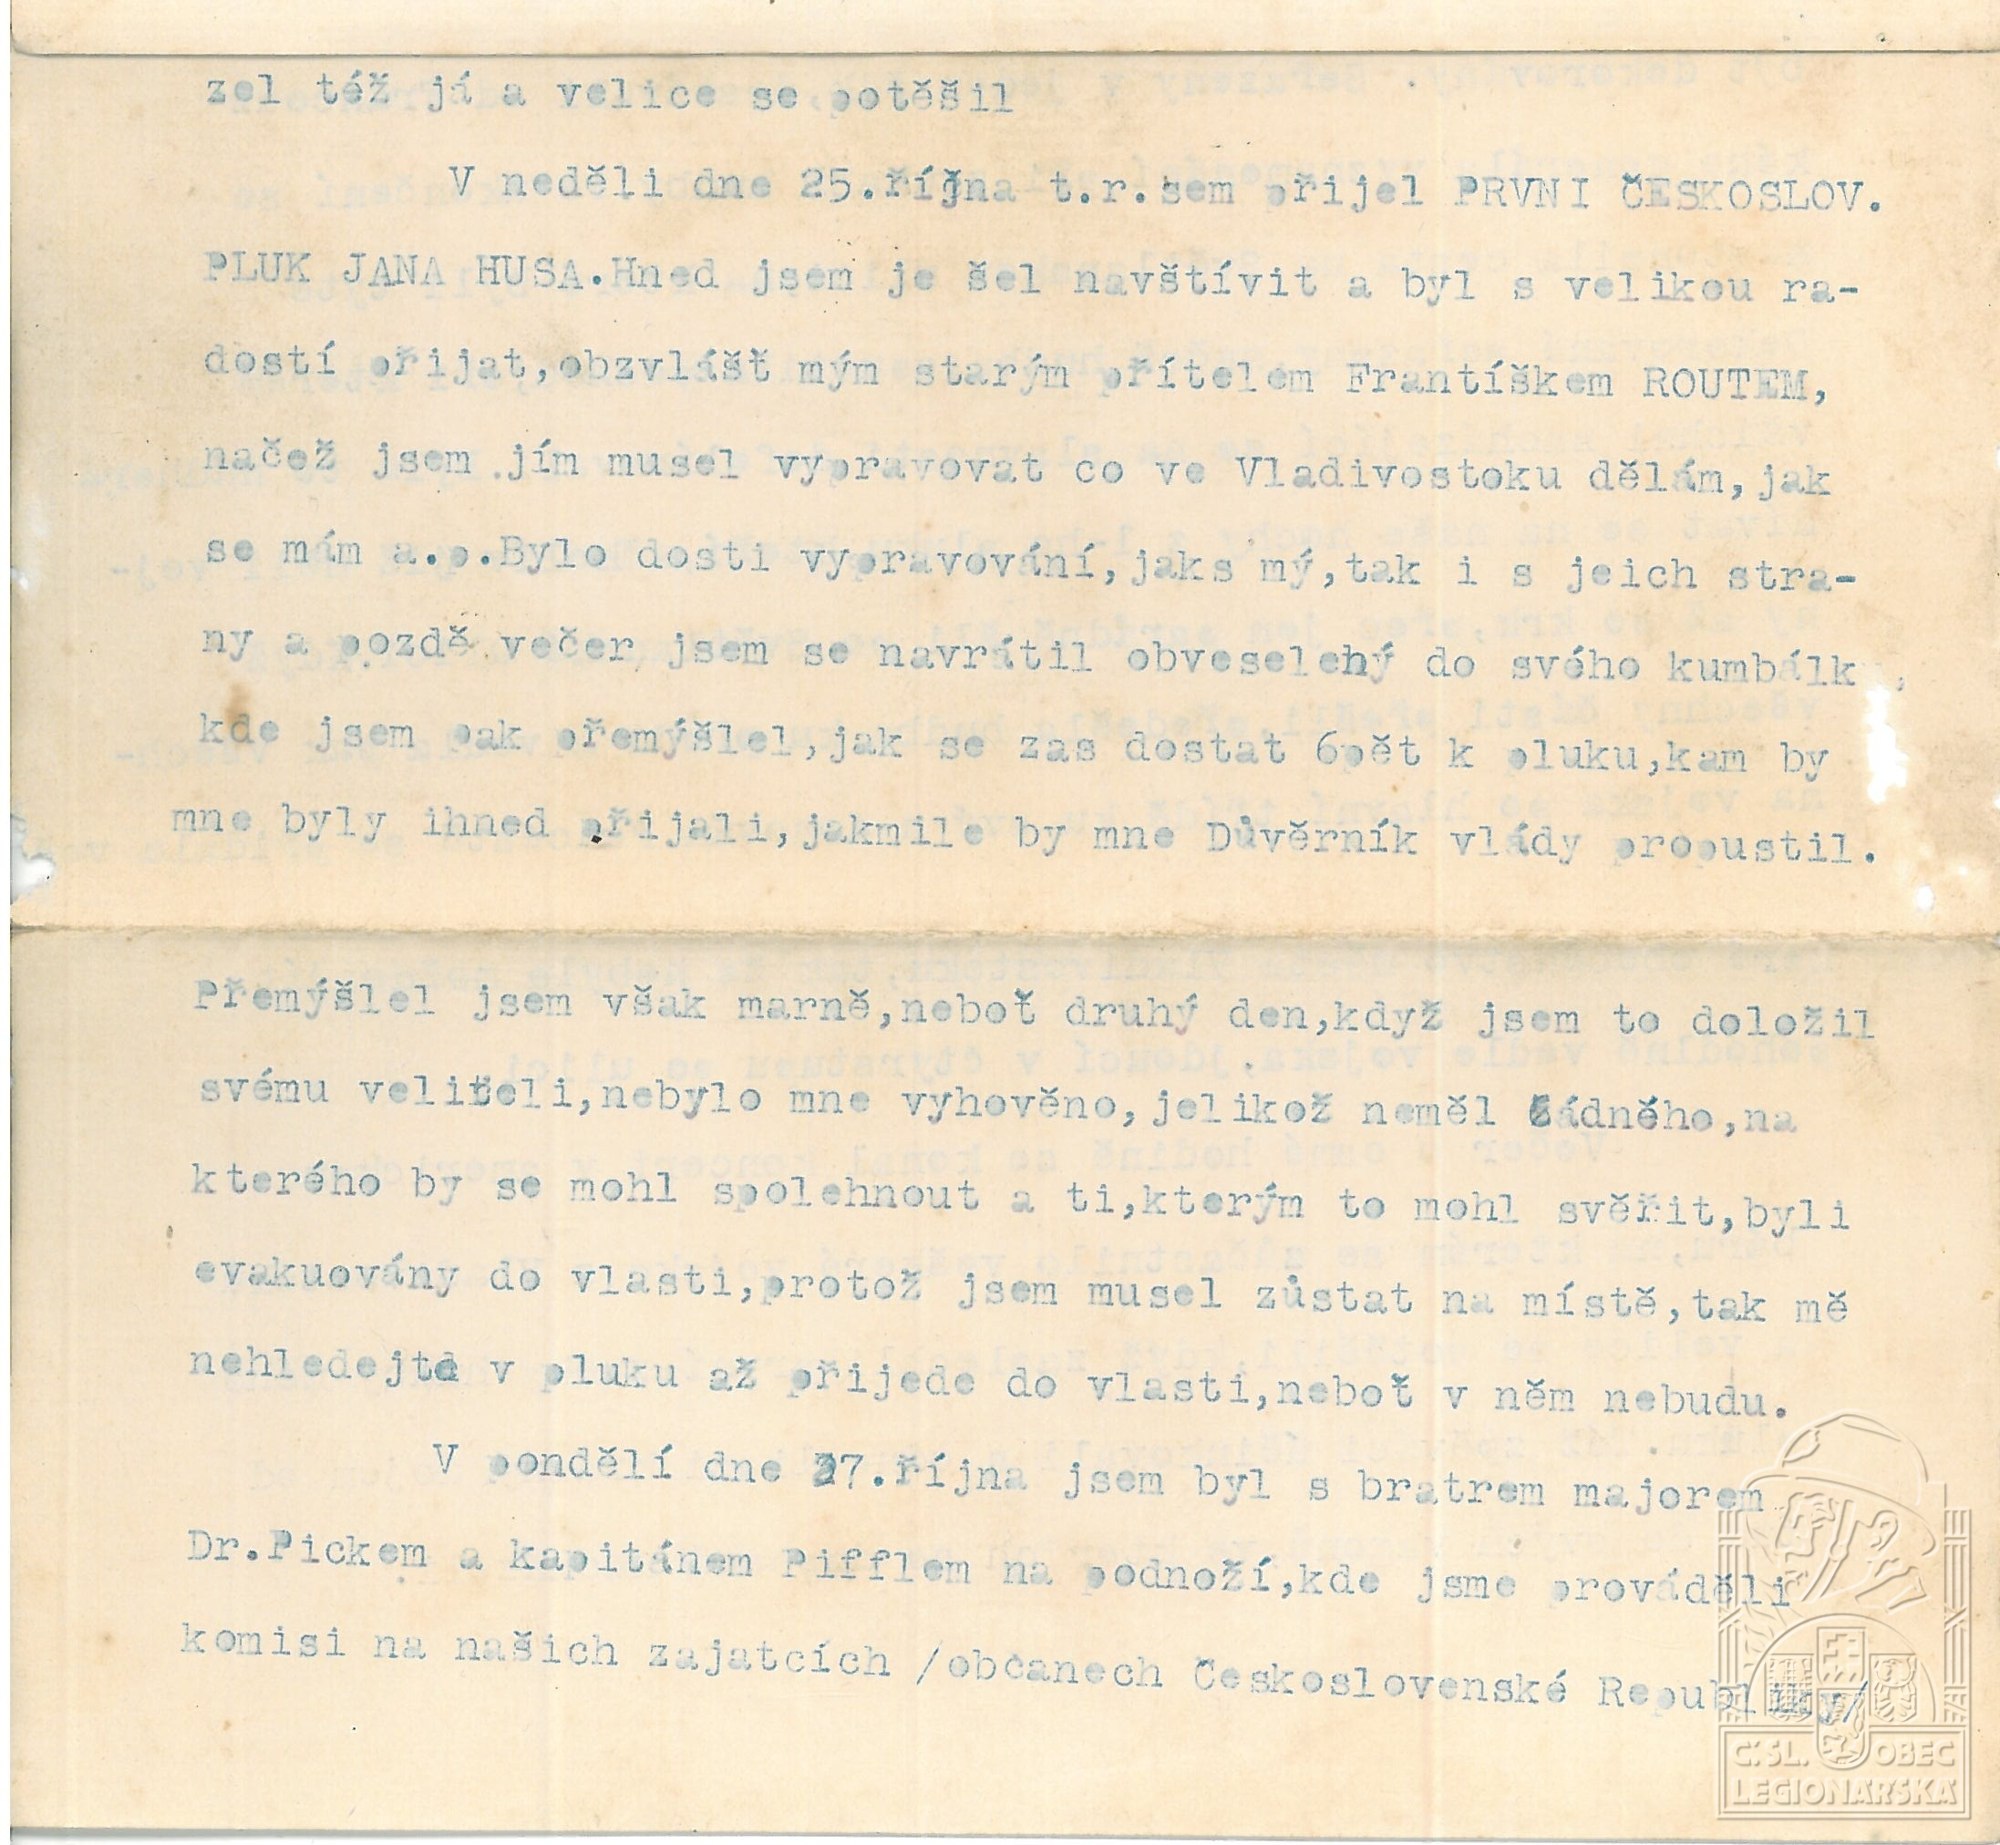 zel též já a velice se potěšil
V neděli dne 25.října t.r.sem přijel PRVNI ČESKOSLOV.
PLUK JANA HUSA.Hned jsem je šel navštívit a byl s velikou ra-
dostí přijat,obzvlášť mým starým přítelem Františkem ROUTEM,
načež jsem jím musel vypravovat co ve Vladivostoku dělám,jak
se mám a.p.Bylo dosti vypravování,jak s mý,tak i s jeich stra-
ny a pozdě večer jsem se navrátil obveselený do svého kumbálk,
kde jsem pak přemýšlel,jak se zas dostat 6pět k pluku,kam by
mne byly ihned přijali,jakmile by mne Důvěrník vlády propustil.
Přemýšlel jsem však marně,neboť druhý den,když jsem to doložil
svému veliteli,nebylo mne vyhověno,jelikož neměl žádného,na
kterého by se mohl spolehnout a ti,kterým to mohl svěřit,byli
evakuovány do vlasti,protož jsem musel zůstat na místě,tak mě
nehledejte v pluku až přijede do vlasti,neboť v něm nebudu.
V pondělí dne 27.října jsem byl s bratrem majorem
Dr.Pickem a kapitánem Pifflem na podnoží,kde jsme prováděli
komisi na našich zajatcích /občanech Československé Republiky/
Č.SL. OBEC
LEGIONÁŘSKÁ